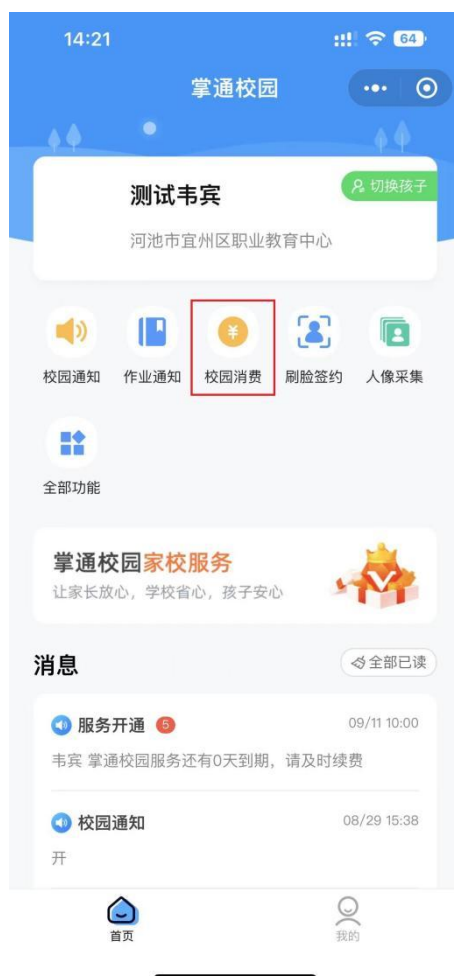 14:21
64
掌通校园
测试韦宾
切换孩子
河池市宜州区职业教育中心
校园通知 作业通知 校园消费 刷脸签约 人像采集
全部功能
掌通校园家校服务
让家长放心，学校省心，孩子安心
消息
全部已读
服务开通 5 09/11 10:00
韦宾 掌通校园服务还有0天到期，请及时续费
校园通知 08/29 15:38
开
首页 我的